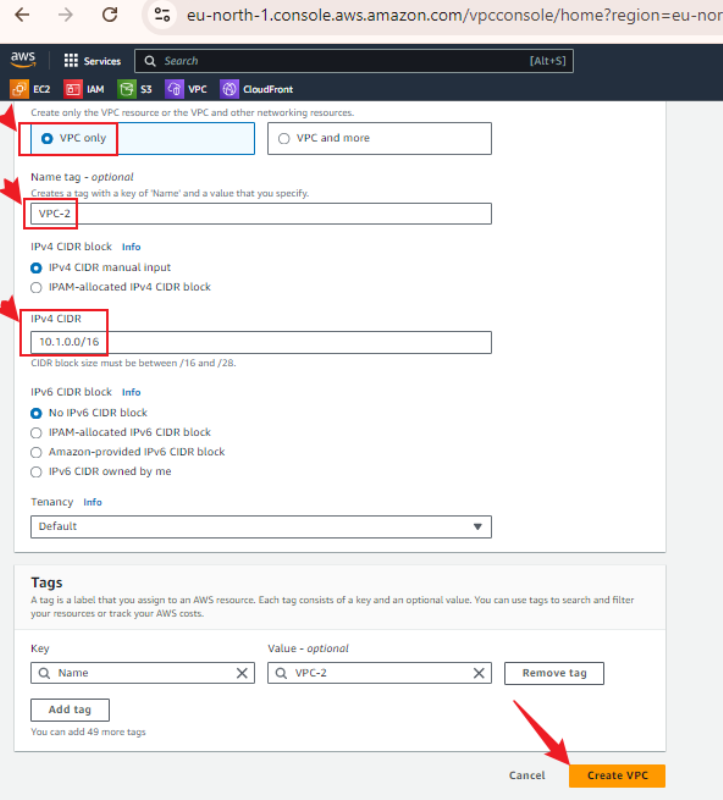 eu-north-1.console.aws.amazon.com/vpcconsole/home?region=eu-nor
aws
Services
Search
[Alt+S]
EC2
IAM
S3
VPC
CloudFront
Create only the VPC resource or the VPC and other networking resources.
VPC only
VPC and more
Name tag - optional
Creates a tag with a key of 'Name' and a value that you specify.
VPC-2
IPv4 CIDR block Info
IPv4 CIDR manual input
IPAM-allocated IPv4 CIDR block
IPv4 CIDR
10.1.0.0/16
CIDR block size must be between /16 and /28.
IPv6 CIDR block Info
No IPv6 CIDR block
IPAM-allocated IPv6 CIDR block
Amazon-provided IPv6 CIDR block
IPv6 CIDR owned by me
Tenancy Info
Default
Tags
A tag is a label that you assign to an AWS resource. Each tag consists of a key and an optional value. You can use tags to search and filter
your resources or track your AWS costs.
Key
Value - optional
Name
VPC-2
Remove tag
Add tag
You can add 49 more tags
Cancel
Create VPC